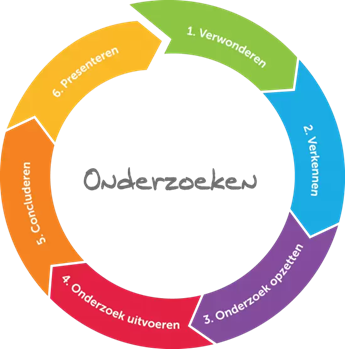 1. Verwonderen
2. Verkennen
3. Onderzoek opzetten
4. Onderzoek uitvoeren
5. Concluderen
6. Presenteren
Onderzoeken